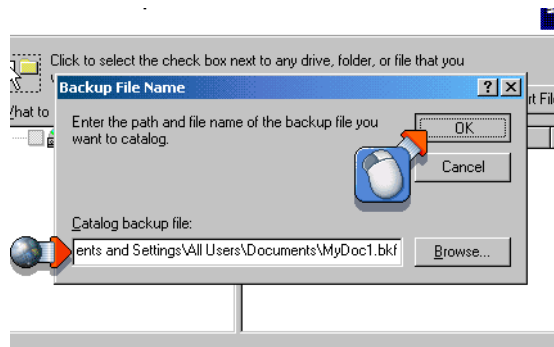 Click to select the check box next to any drive, folder, or file that you
Backup File Name
? X
Enter the path and file name of the backup file you
want to catalog.
OK
Cancel
Catalog backup file:
ents and Settings\All Users\Documents\MyDoc1.bkf
Browse...